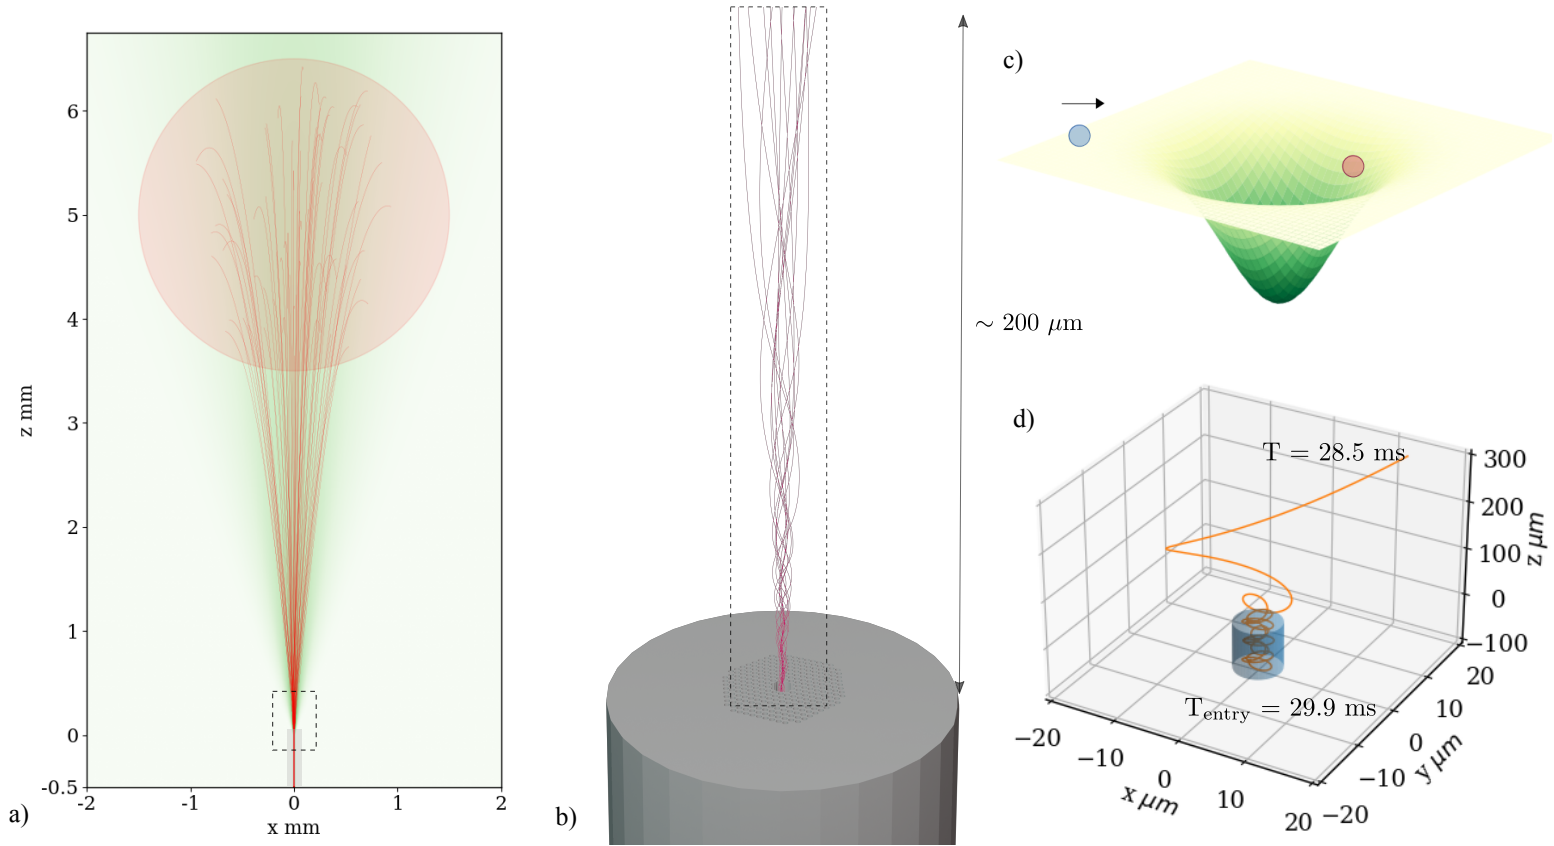 6
5
4
3
2
1
0
-0.5
z mm
-2
-1
0
1
2
x mm
a)
b)
∼ 200 μm
c)
d)
T = 28.5 ms
T_entry = 29.9 ms
300
200
100
0
−100
z μm
−20
−10
0
10
20
x μm
20
10
0
−10
−20
y μm